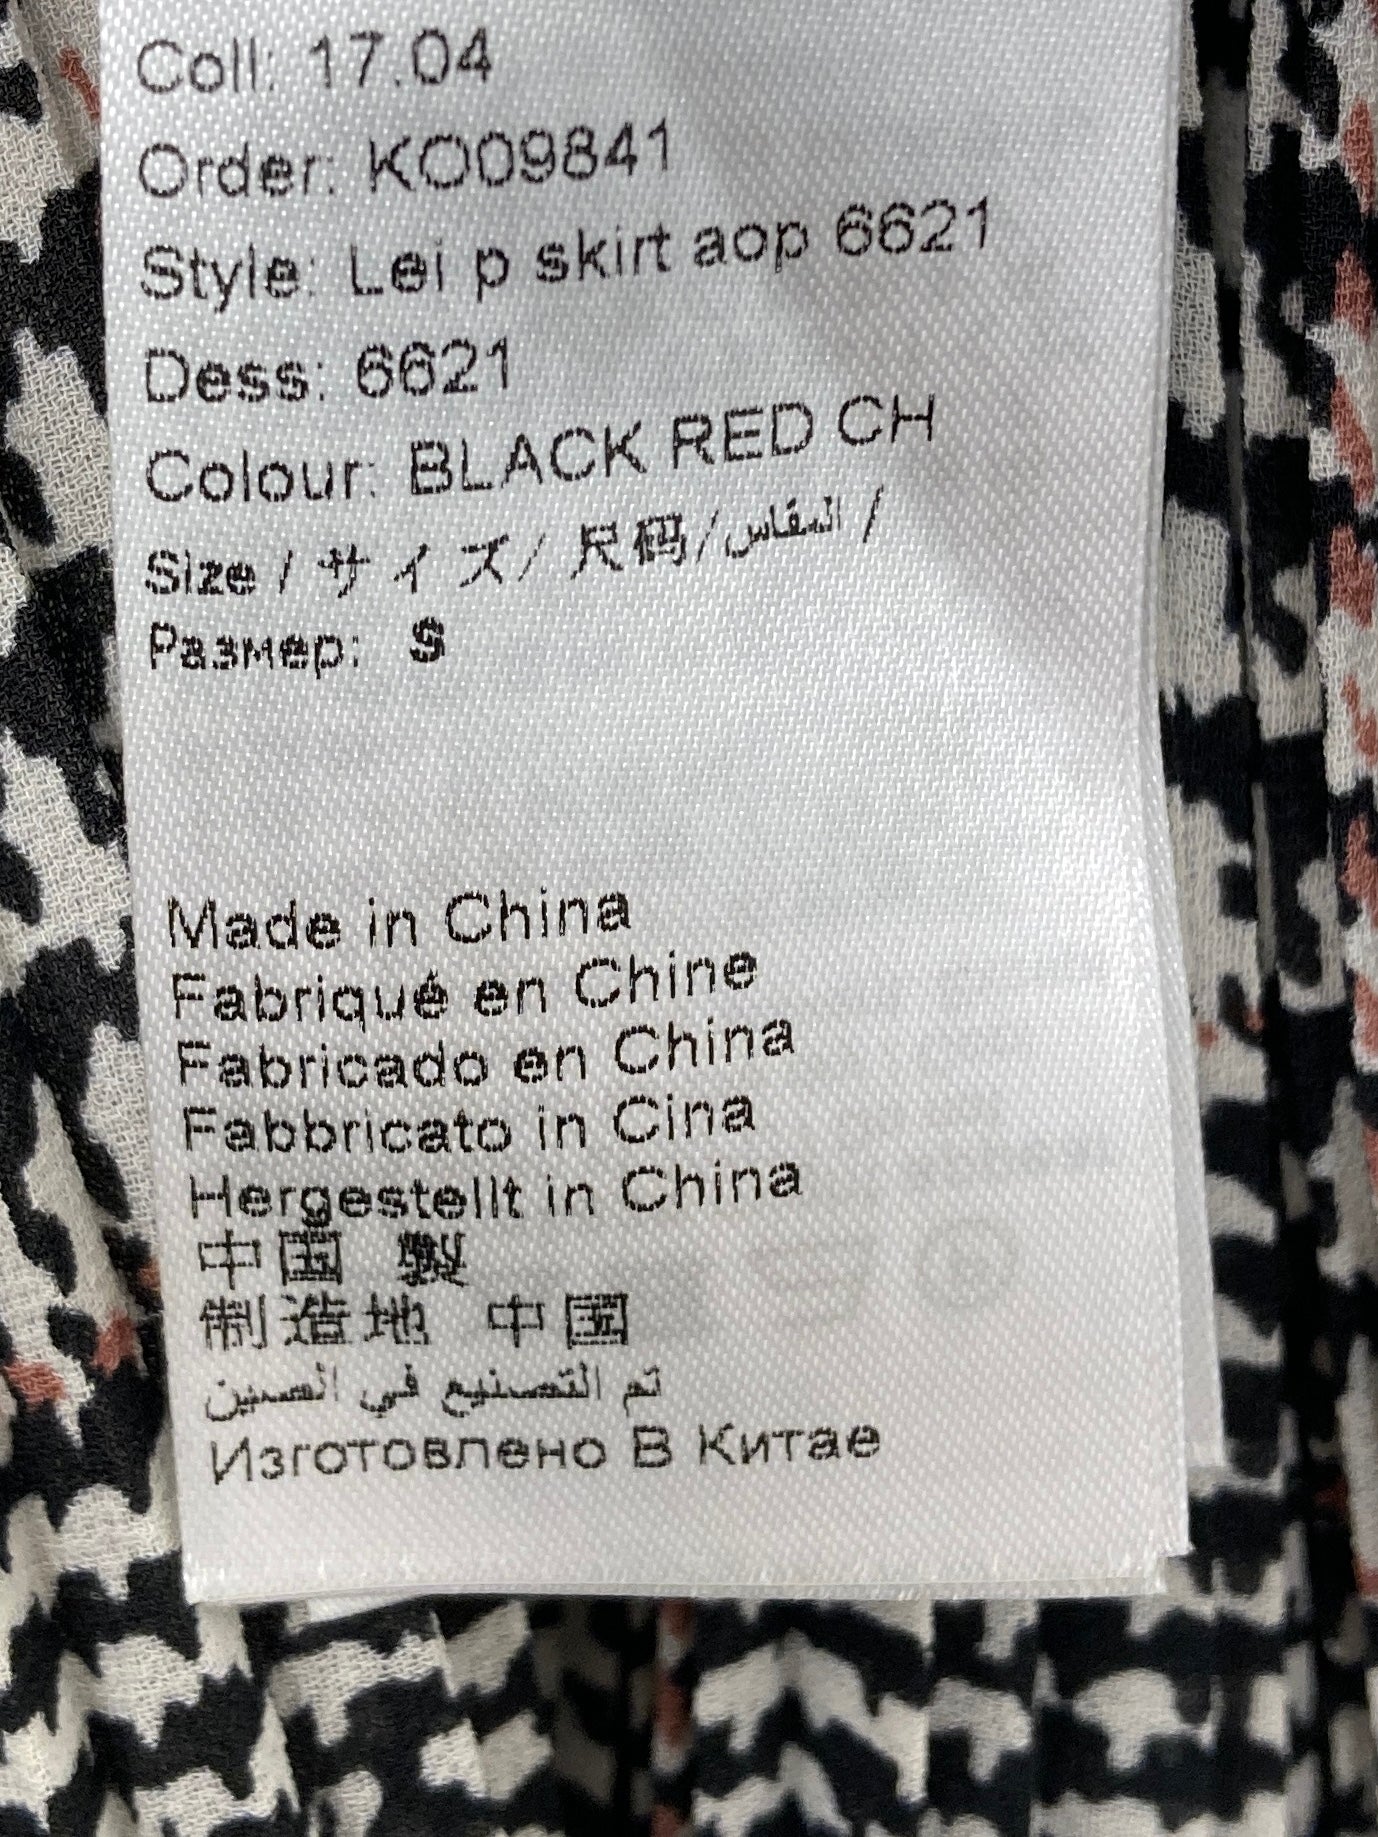 Coll: 17.04
Order: KO09841
Style: Lei p skirt aop 6621
Dess: 6621
Colour: BLACK RED CH
Size / サイズ/ 尺码/المقاس /
Размер: S
Made in China
Fabriqué en Chine
Fabricado en China
Fabbricato in Cina
Hergestellt in China
中国 製
制造地 中国
تم التصنيع في الصين
Изготовлено В Китае